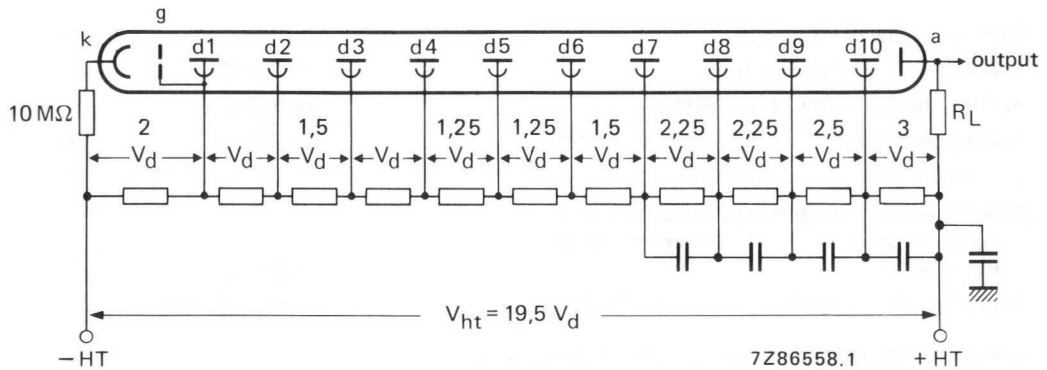 g
k d1 d2 d3 d4 d5 d6 d7 d8 d9 d10 a
output
10 MΩ R_L
2 1,5 1,25 1,25 1,5 2,25 2,25 2,5 3
V_d V_d V_d V_d V_d V_d V_d V_d V_d V_d V_d
V_ht = 19,5 V_d
− HT 7Z86558.1 + HT